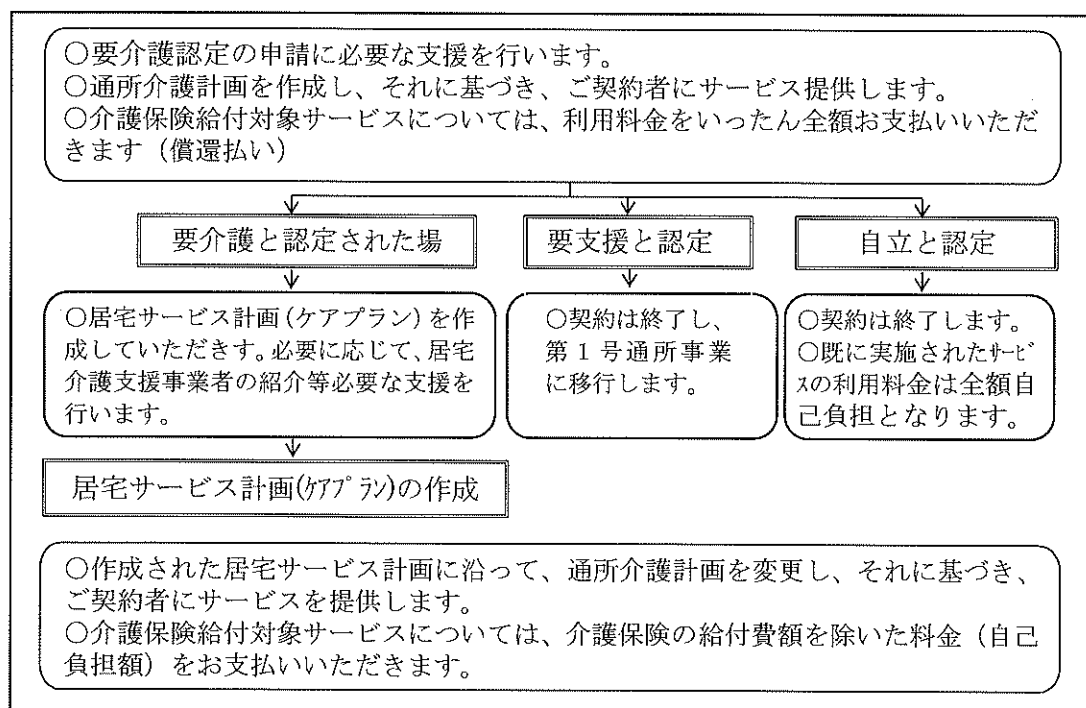 ○要介護認定の申請に必要な支援を行います。
○通所介護計画を作成し、それに基づき、ご契約者にサービス提供します。
○介護保険給付対象サービスについては、利用料金をいったん全額お支払いいただ
きます（償還払い）
要介護と認定された場
要支援と認定
自立と認定
○居宅サービス計画(ケアプラン)を作
成していただきす。必要に応じて、居宅
介護支援事業者の紹介等必要な支援を
行います。
○契約は終了し、
第1号通所事業
に移行します。
○契約は終了します。
○既に実施されたｻｰﾋﾞ
ｽの利用料金は全額自
己負担となります。
居宅サービス計画(ｹｱﾌﾟﾗﾝ)の作成
○作成された居宅サービス計画に沿って、通所介護計画を変更し、それに基づき、
ご契約者にサービスを提供します。
○介護保険給付対象サービスについては、介護保険の給付費額を除いた料金（自己
負担額）をお支払いいただきます。